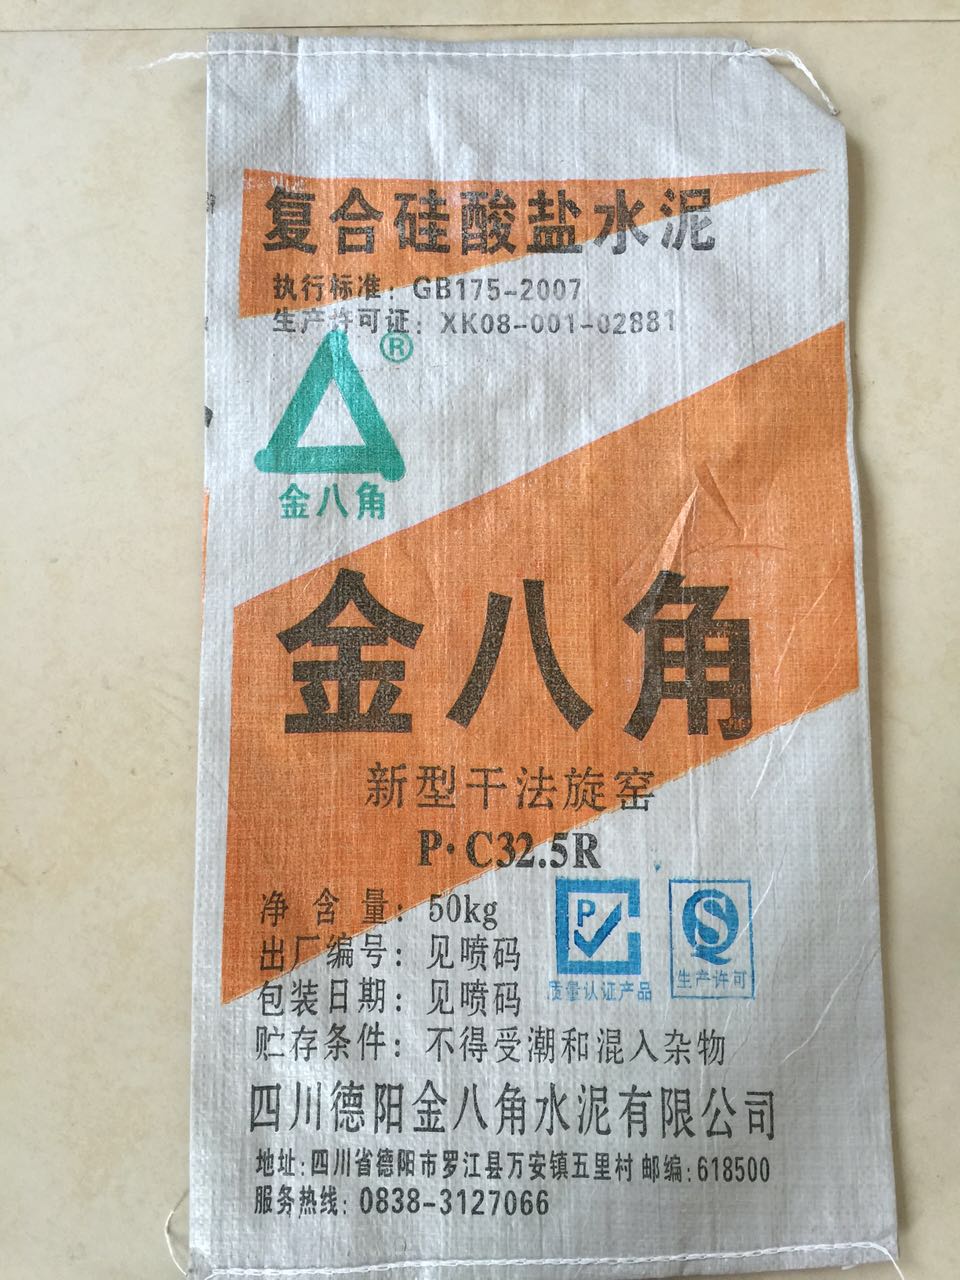 复合硅酸盐水泥
执行标准：GB175-2007
生产许可证：XK08-001-02881
®
金八角
金八角
新型干法旋窑
P·C32.5R
净含量：50kg
出厂编号：见喷码
包装日期：见喷码
P
质量认证产品
S
生产许可
贮存条件：不得受潮和混入杂物
四川德阳金八角水泥有限公司
地址:四川省德阳市罗江县万安镇五里村 邮编:618500
服务热线：0838-3127066